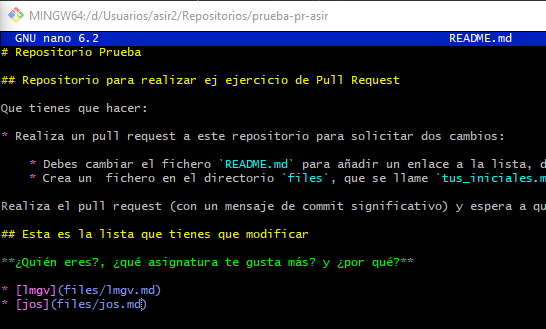 MINGW64:/d/Usuarios/asir2/Repositorios/prueba-pr-asir
GNU nano 6.2 README.md
# Repositorio Prueba
## Repositorio para realizar ej ejercicio de Pull Request
Que tienes que hacer:
* Realiza un pull request a este repositorio para solicitar dos cambios:
* Debes cambiar el fichero `README.md` para añadir un enlace a la lista, d
* Crea un  fichero en el directorio `files`, que se llame `tus_iniciales.m
Realiza el pull request (con un mensaje de commit significativo) y espera a qu
## Esta es la lista que tienes que modificar
**¿Quién eres?, ¿qué asignatura te gusta más? y ¿por qué?**
* [lmgv](files/lmgv.md)
* [jos](files/jos.md)